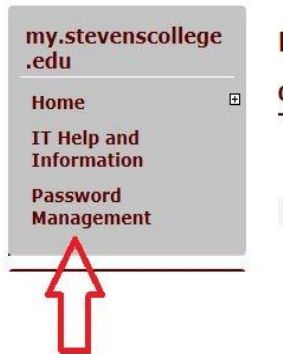 my.stevenscollege
.edu
Home
IT Help and
Information
Password
Management